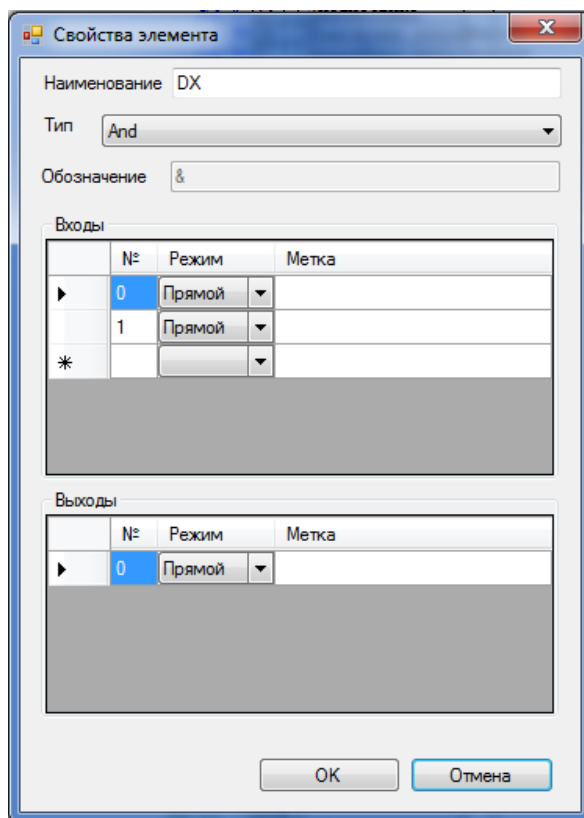 Свойства элемента
Наименование DX
Тип And
Обозначение &
Входы
№ Режим Метка
0 Прямой
1 Прямой
Выходы
№ Режим Метка
0 Прямой
OK Отмена